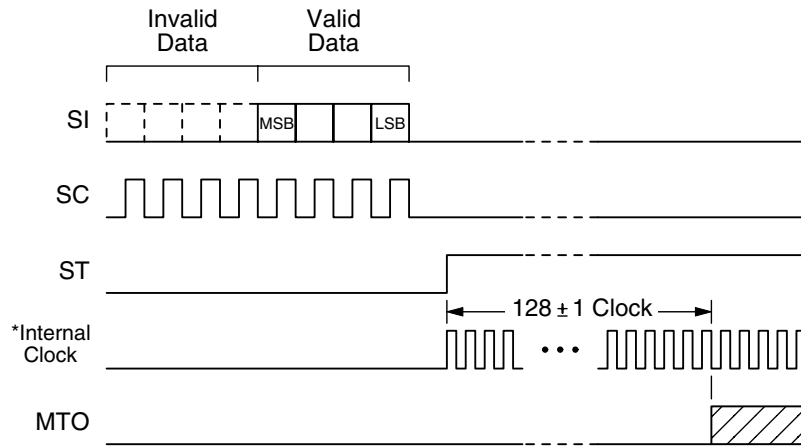 Invalid
Data
Valid
Data
SI
MSB
LSB
SC
ST
128 ± 1 Clock
*Internal
Clock
MTO